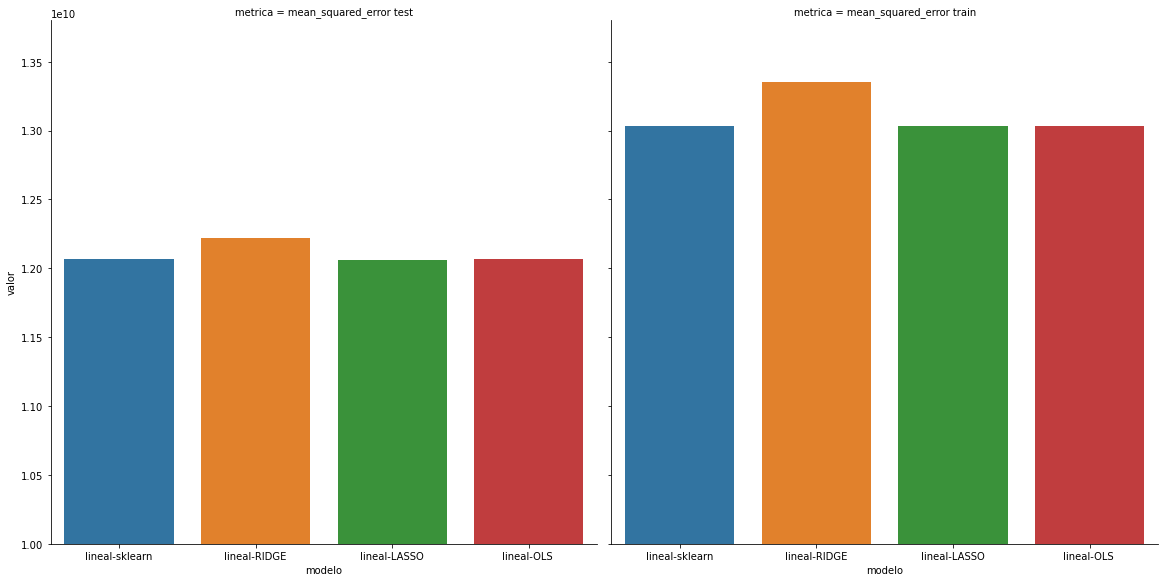 metrica = mean_squared_error test
metrica = mean_squared_error train
1e10
1.35
1.30
1.25
1.20
1.15
1.10
1.05
1.00
valor
lineal-sklearn lineal-RIDGE lineal-LASSO lineal-OLS
lineal-sklearn lineal-RIDGE lineal-LASSO lineal-OLS
modelo
modelo